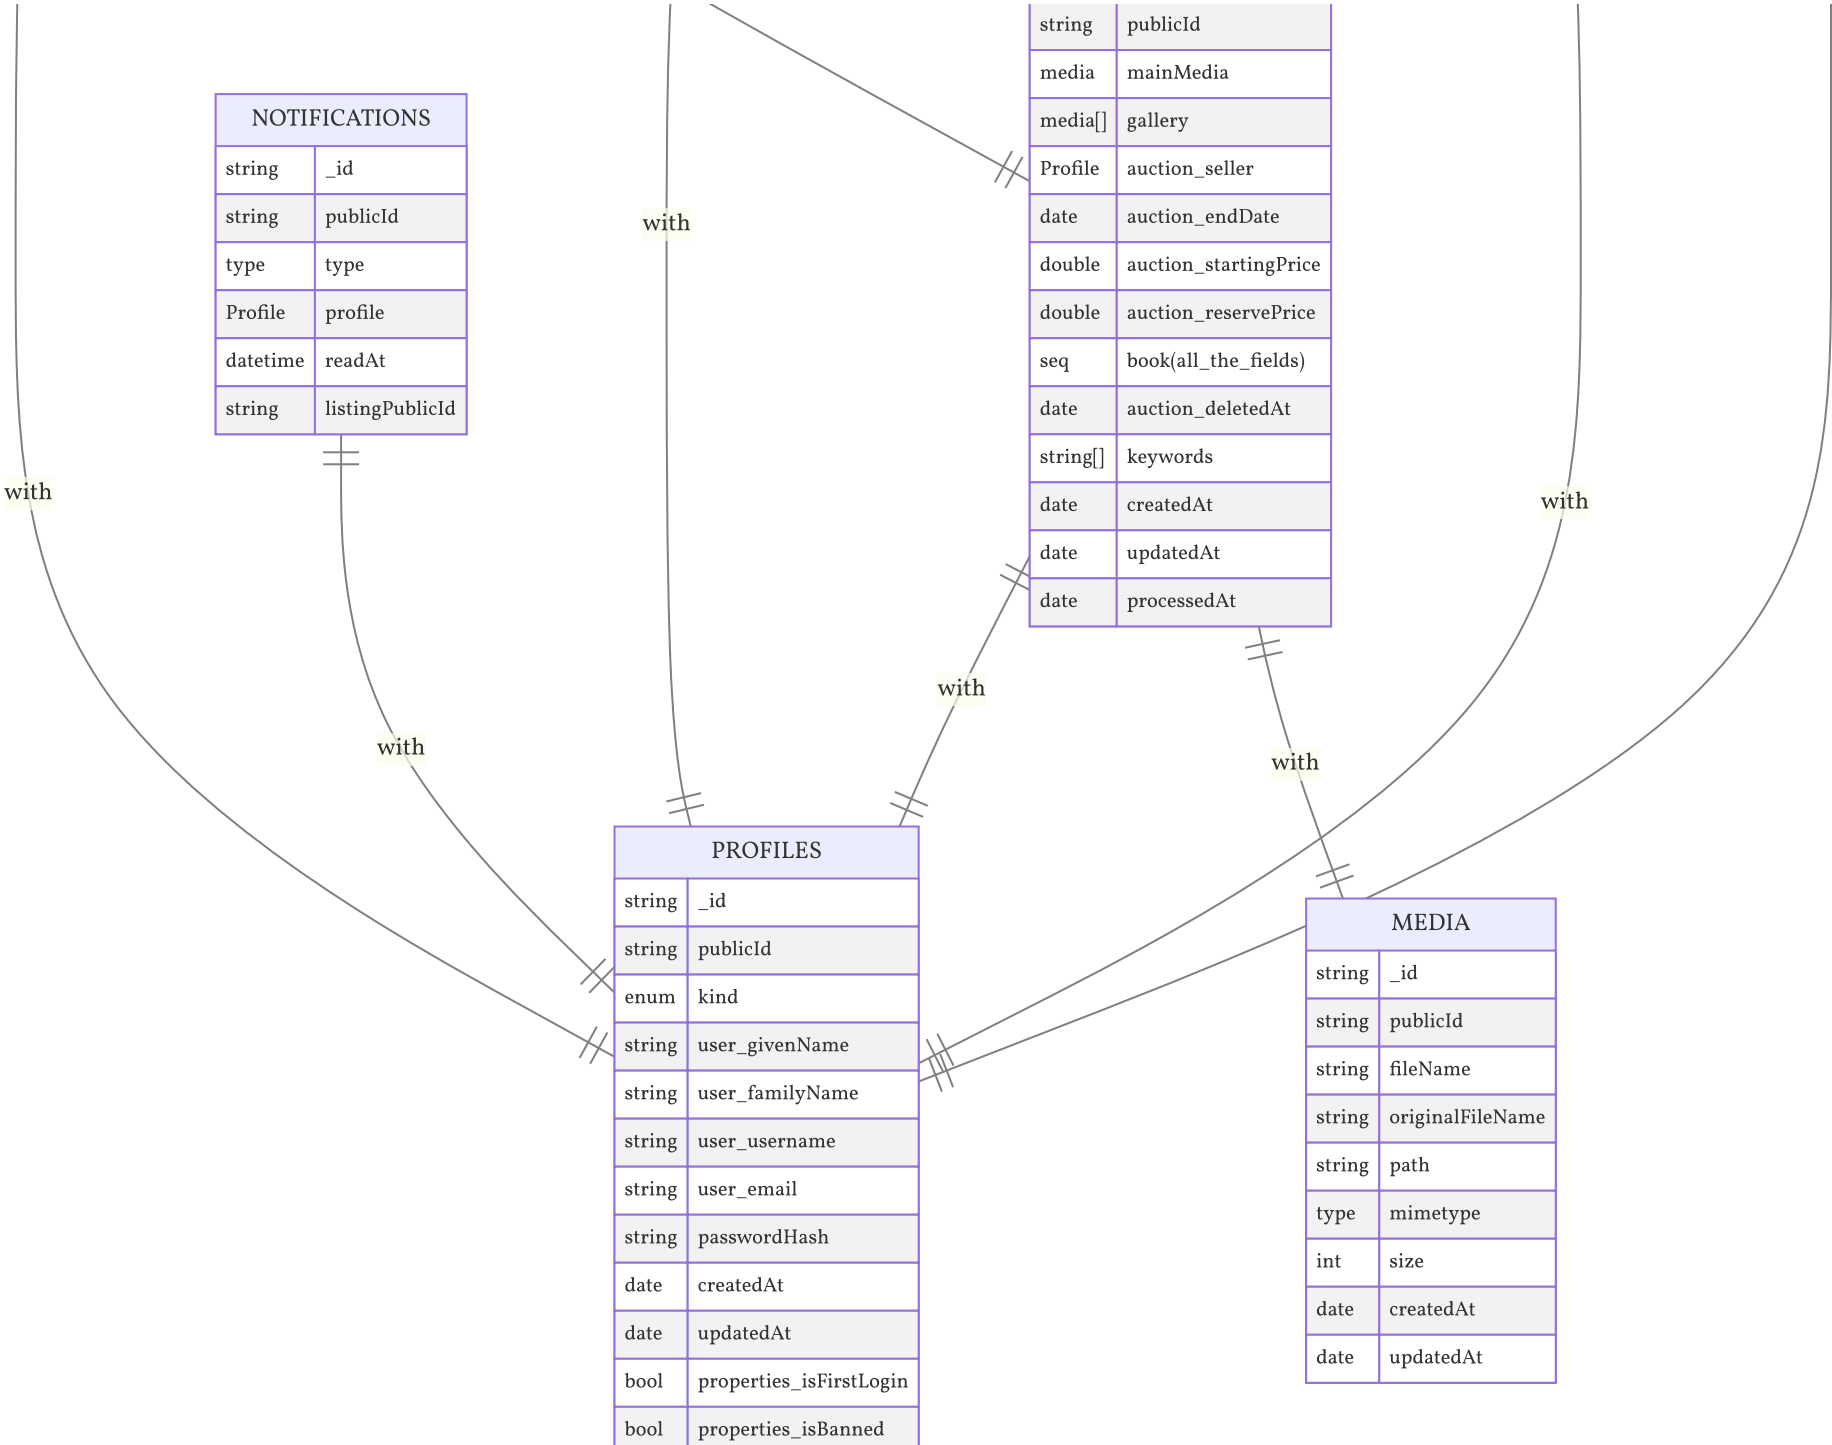 string publicId
media mainMedia
media[] gallery
Profile auction_seller
date auction_endDate
double auction_startingPrice
double auction_reservePrice
seq book(all_the_fields)
date auction_deletedAt
string[] keywords
date createdAt
date updatedAt
date processedAt
NOTIFICATIONS
string _id
string publicId
type type
Profile profile
datetime readAt
string listingPublicId
with
with
with
with
with
with
PROFILES
string _id
string publicId
enum kind
string user_givenName
string user_familyName
string user_username
string user_email
string passwordHash
date createdAt
date updatedAt
bool properties_isFirstLogin
bool properties_isBanned
MEDIA
string _id
string publicId
string fileName
string originalFileName
string path
type mimetype
int size
date createdAt
date updatedAt